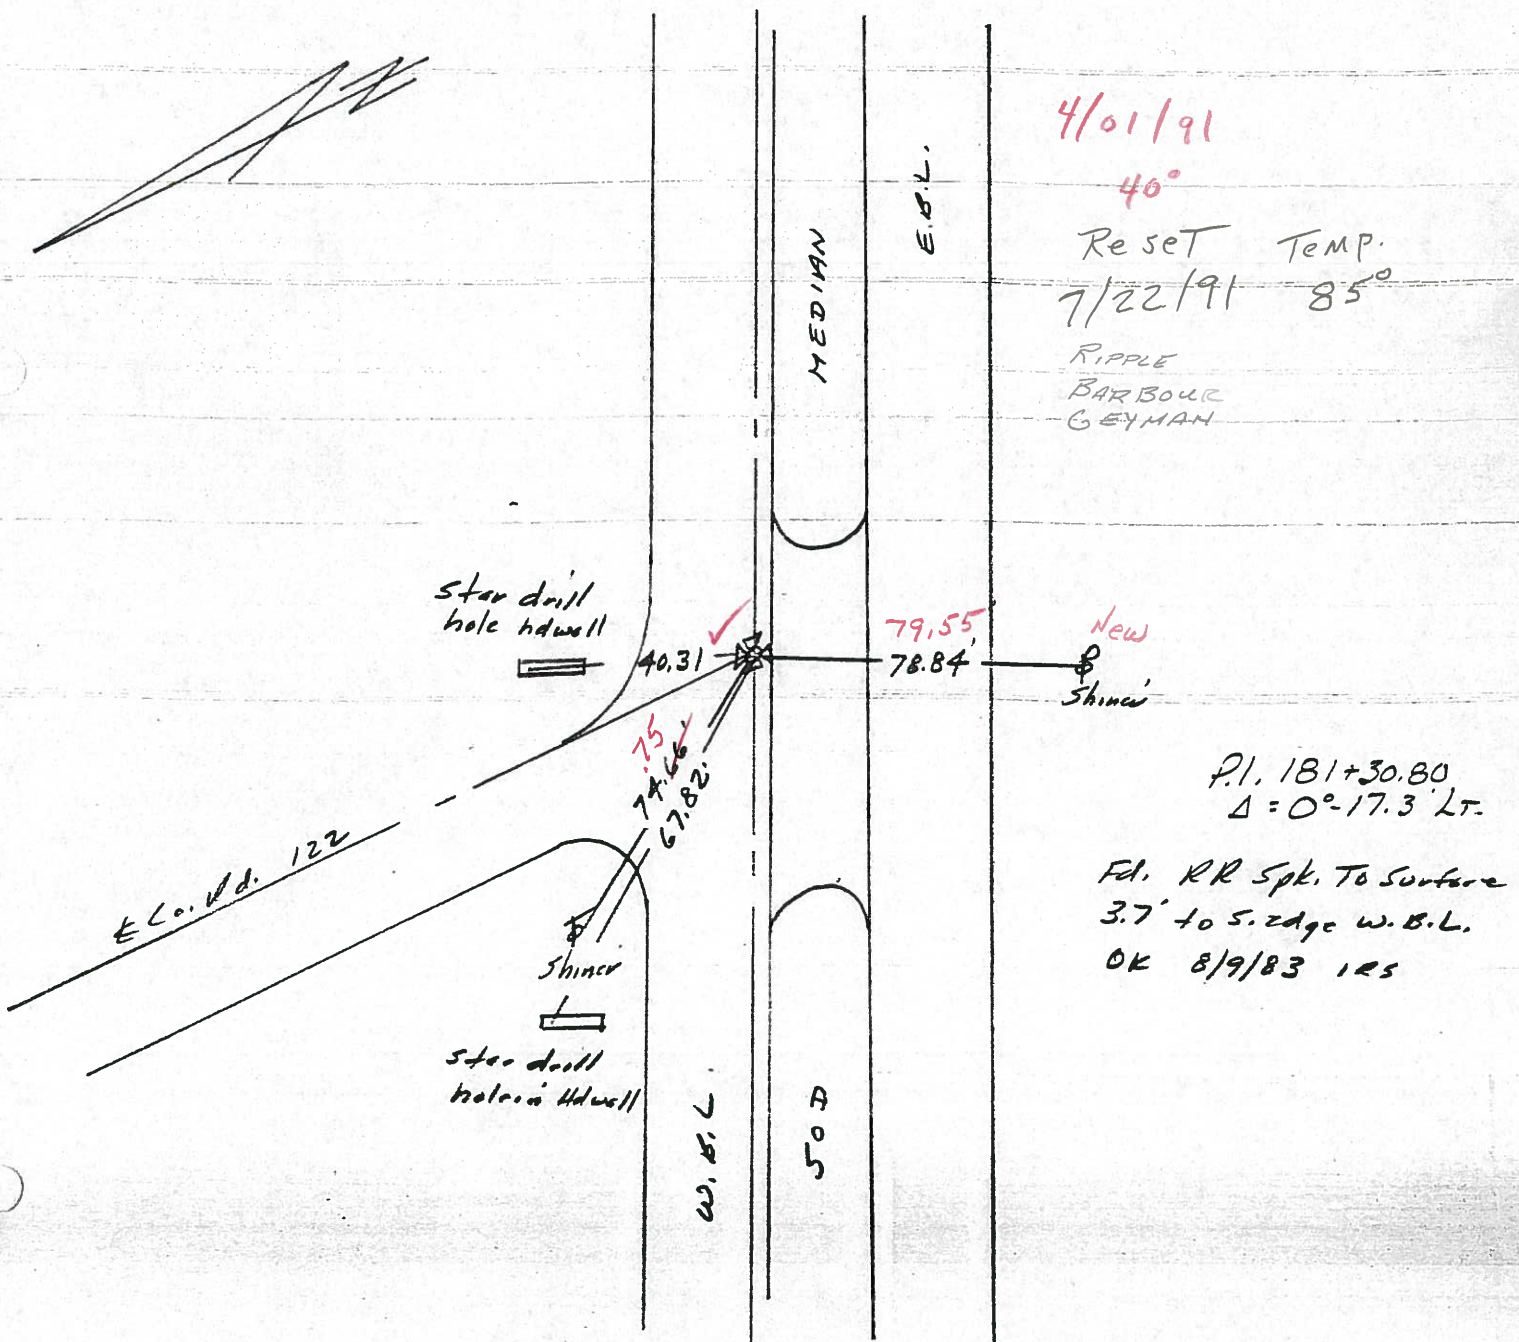 4/01/91
40°
Reset Temp.
7/22/91 85°
RIPPLE
BARBOUR
GEYMAN
E.B.L.
MEDIAN
Star drill
hole hdwall
40.31
79.55'
78.84'
New
Shiner
.75
74.66'
67.82'
P.I. 181+30.80
Δ = 0°-17.3' LT.
Fd. RR Spk. To Surface
3.7' to S. edge W.B.L.
OK 8/9/83
℄ Co. Rd. 122
Shiner
Star drill
hole in Hdwall
W.B.L.
50 A